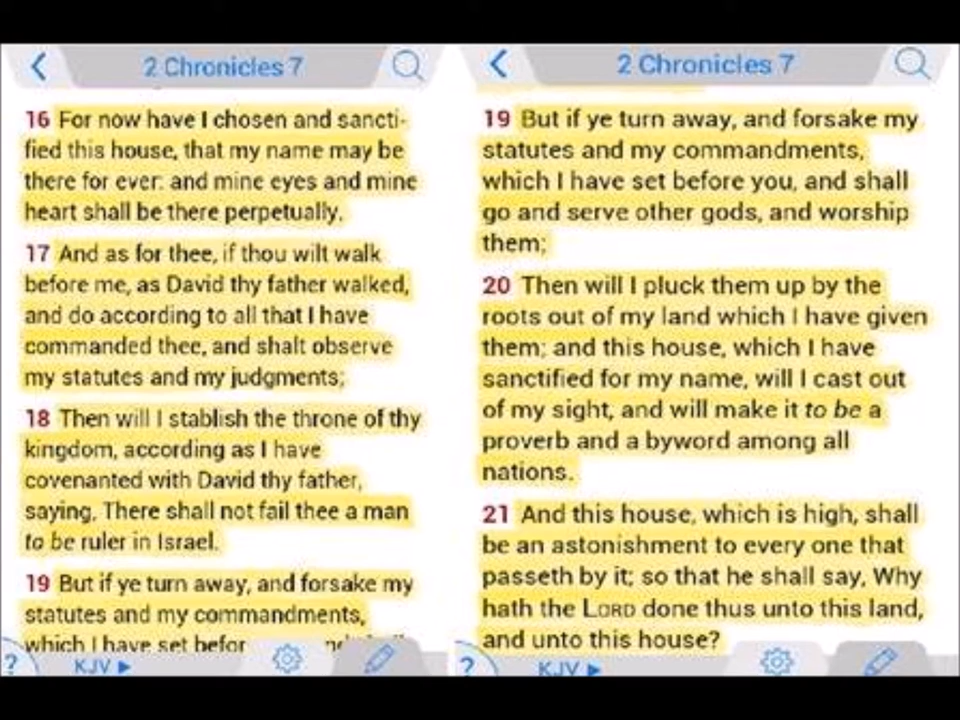 2 Chronicles 7
16 For now have I chosen and sancti-
fied this house, that my name may be
there for ever: and mine eyes and mine
heart shall be there perpetually.
17 And as for thee, if thou wilt walk
before me, as David thy father walked,
and do according to all that I have
commanded thee, and shalt observe
my statutes and my judgments;
18 Then will I stablish the throne of thy
kingdom, according as I have
covenanted with David thy father,
saying, There shall not fail thee a man
to be ruler in Israel.
19 But if ye turn away, and forsake my
statutes and my commandments,
which I have set befor
?
KJV ▶
2 Chronicles 7
19 But if ye turn away, and forsake my
statutes and my commandments,
which I have set before you, and shall
go and serve other gods, and worship
them;
20 Then will I pluck them up by the
roots out of my land which I have given
them; and this house, which I have
sanctified for my name, will I cast out
of my sight, and will make it to be a
proverb and a byword among all
nations.
21 And this house, which is high, shall
be an astonishment to every one that
passeth by it; so that he shall say, Why
hath the LORD done thus unto this land,
and unto this house?
?
KJV ▶